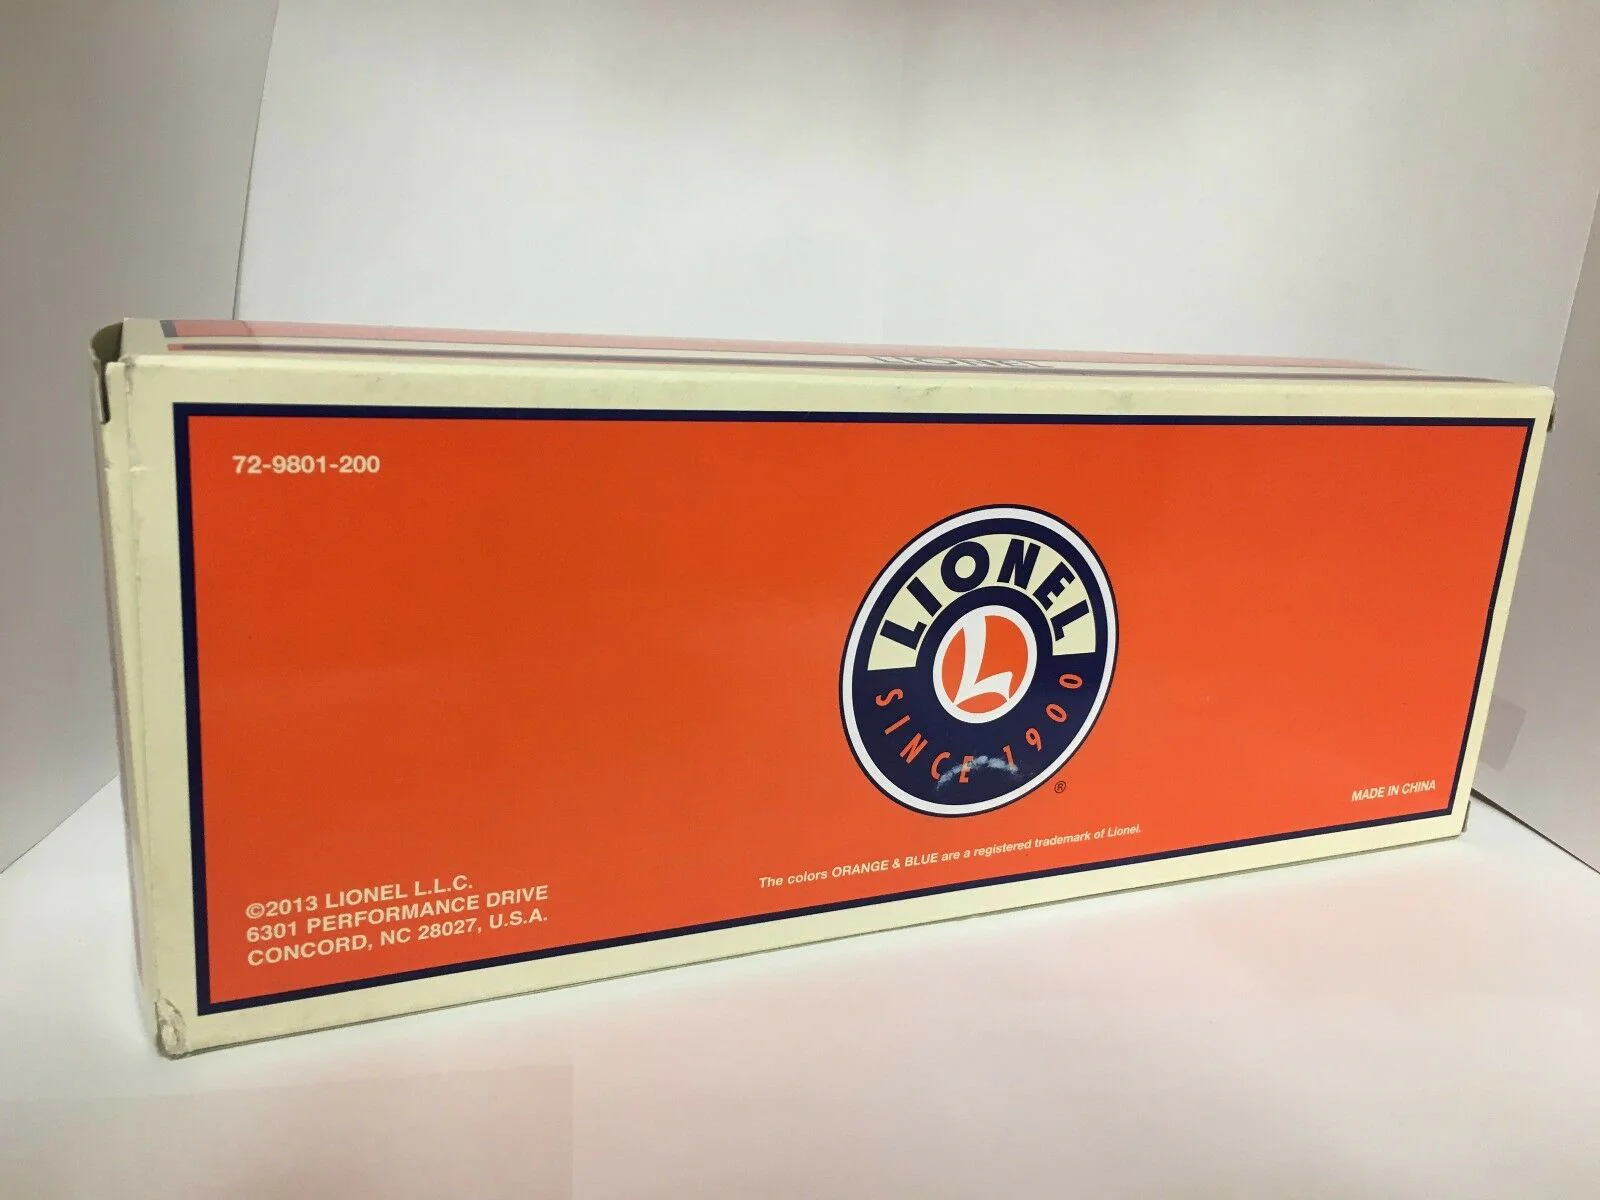 LIONEL
72-9801-200
LIONEL
L
SINCE 1900
®
MADE IN CHINA
The colors ORANGE & BLUE are a registered trademark of Lionel.
©2013 LIONEL L.L.C.
6301 PERFORMANCE DRIVE
CONCORD, NC 28027, U.S.A.